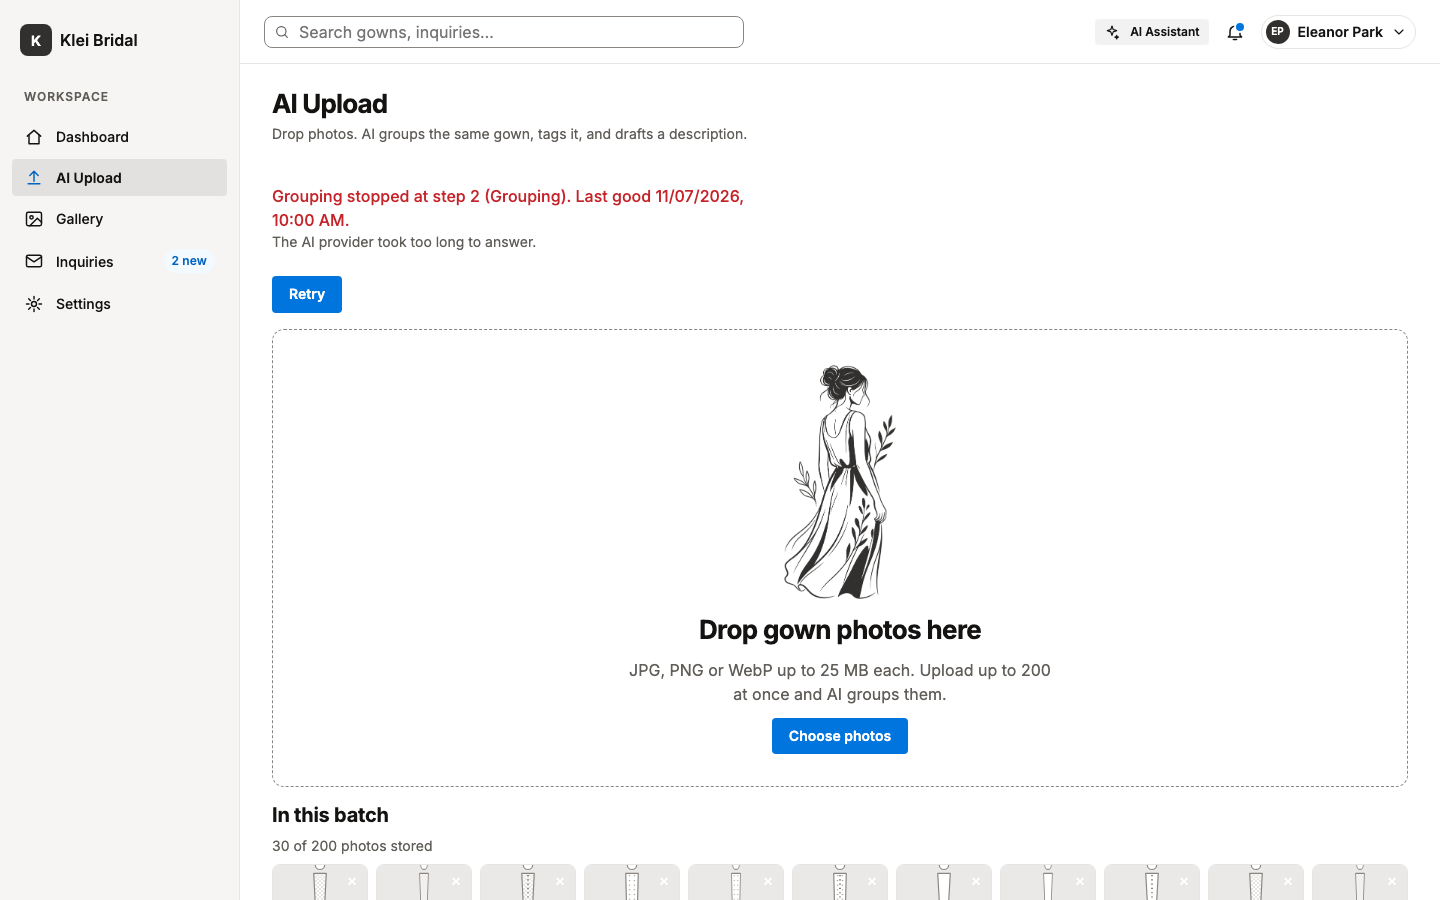 K Klei Bridal
Search gowns, inquiries...
AI Assistant
EP Eleanor Park
WORKSPACE
Dashboard
AI Upload
Gallery
Inquiries 2 new
Settings
AI Upload
Drop photos. AI groups the same gown, tags it, and drafts a description.
Grouping stopped at step 2 (Grouping). Last good 11/07/2026,
10:00 AM.
The AI provider took too long to answer.
Retry
Drop gown photos here
JPG, PNG or WebP up to 25 MB each. Upload up to 200
at once and AI groups them.
Choose photos
In this batch
30 of 200 photos stored